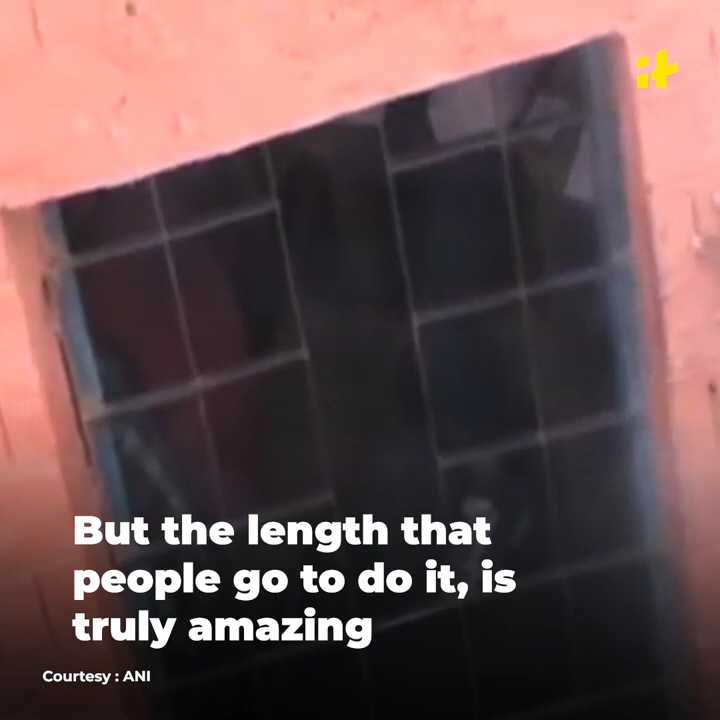 But the length that
people go to do it, is
truly amazing
Courtesy : ANI